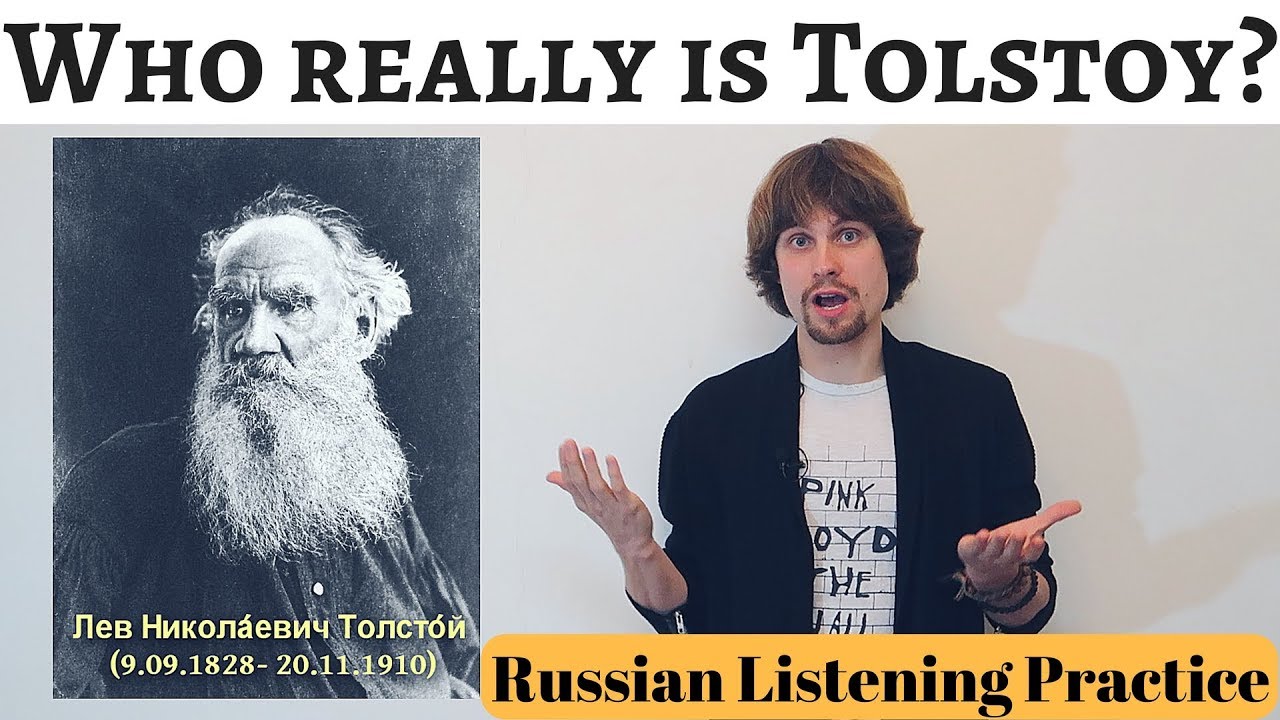 Who really is Tolstoy?
PINK
OYD
THE
Лев Никола́евич Толсто́й
(9.09.1828- 20.11.1910)
Russian Listening Practice